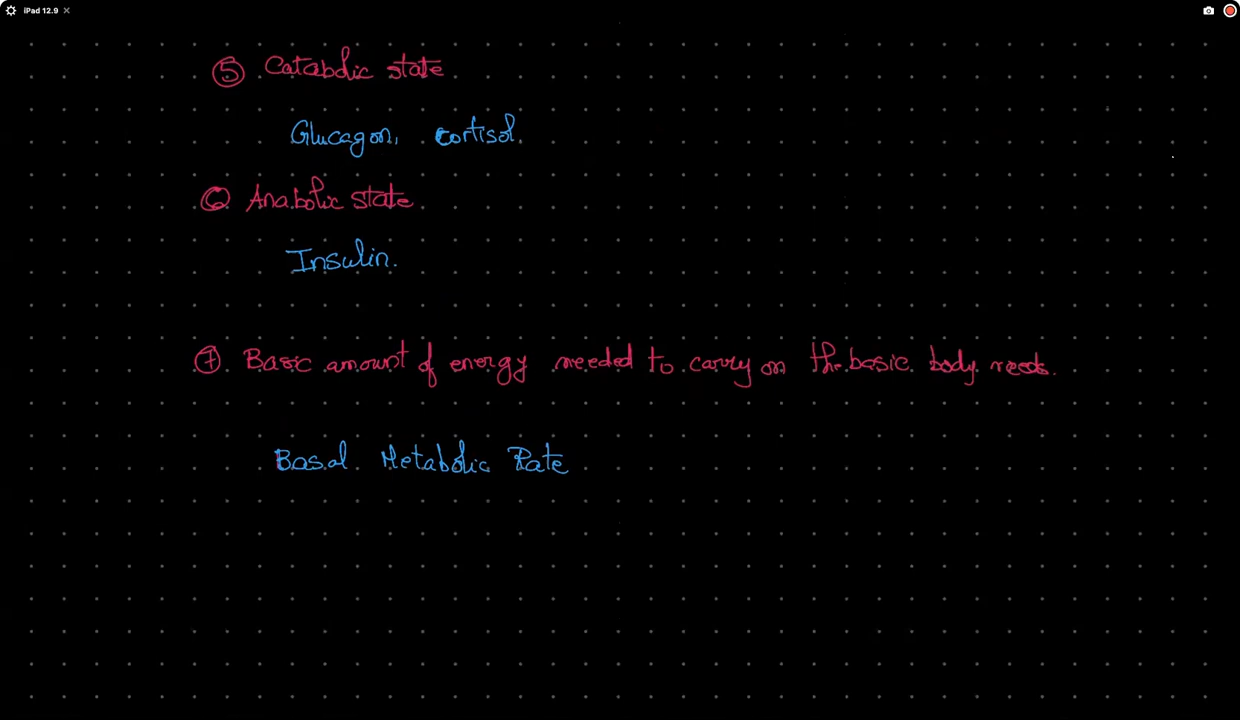 iPad 12.9
⑤ Catabolic state
Glucagon, cortisol.
⑥ Anabolic state
Insulin.
⑦ Basic amount of energy needed to carry on the basic body needs.
Basal Metabolic Rate